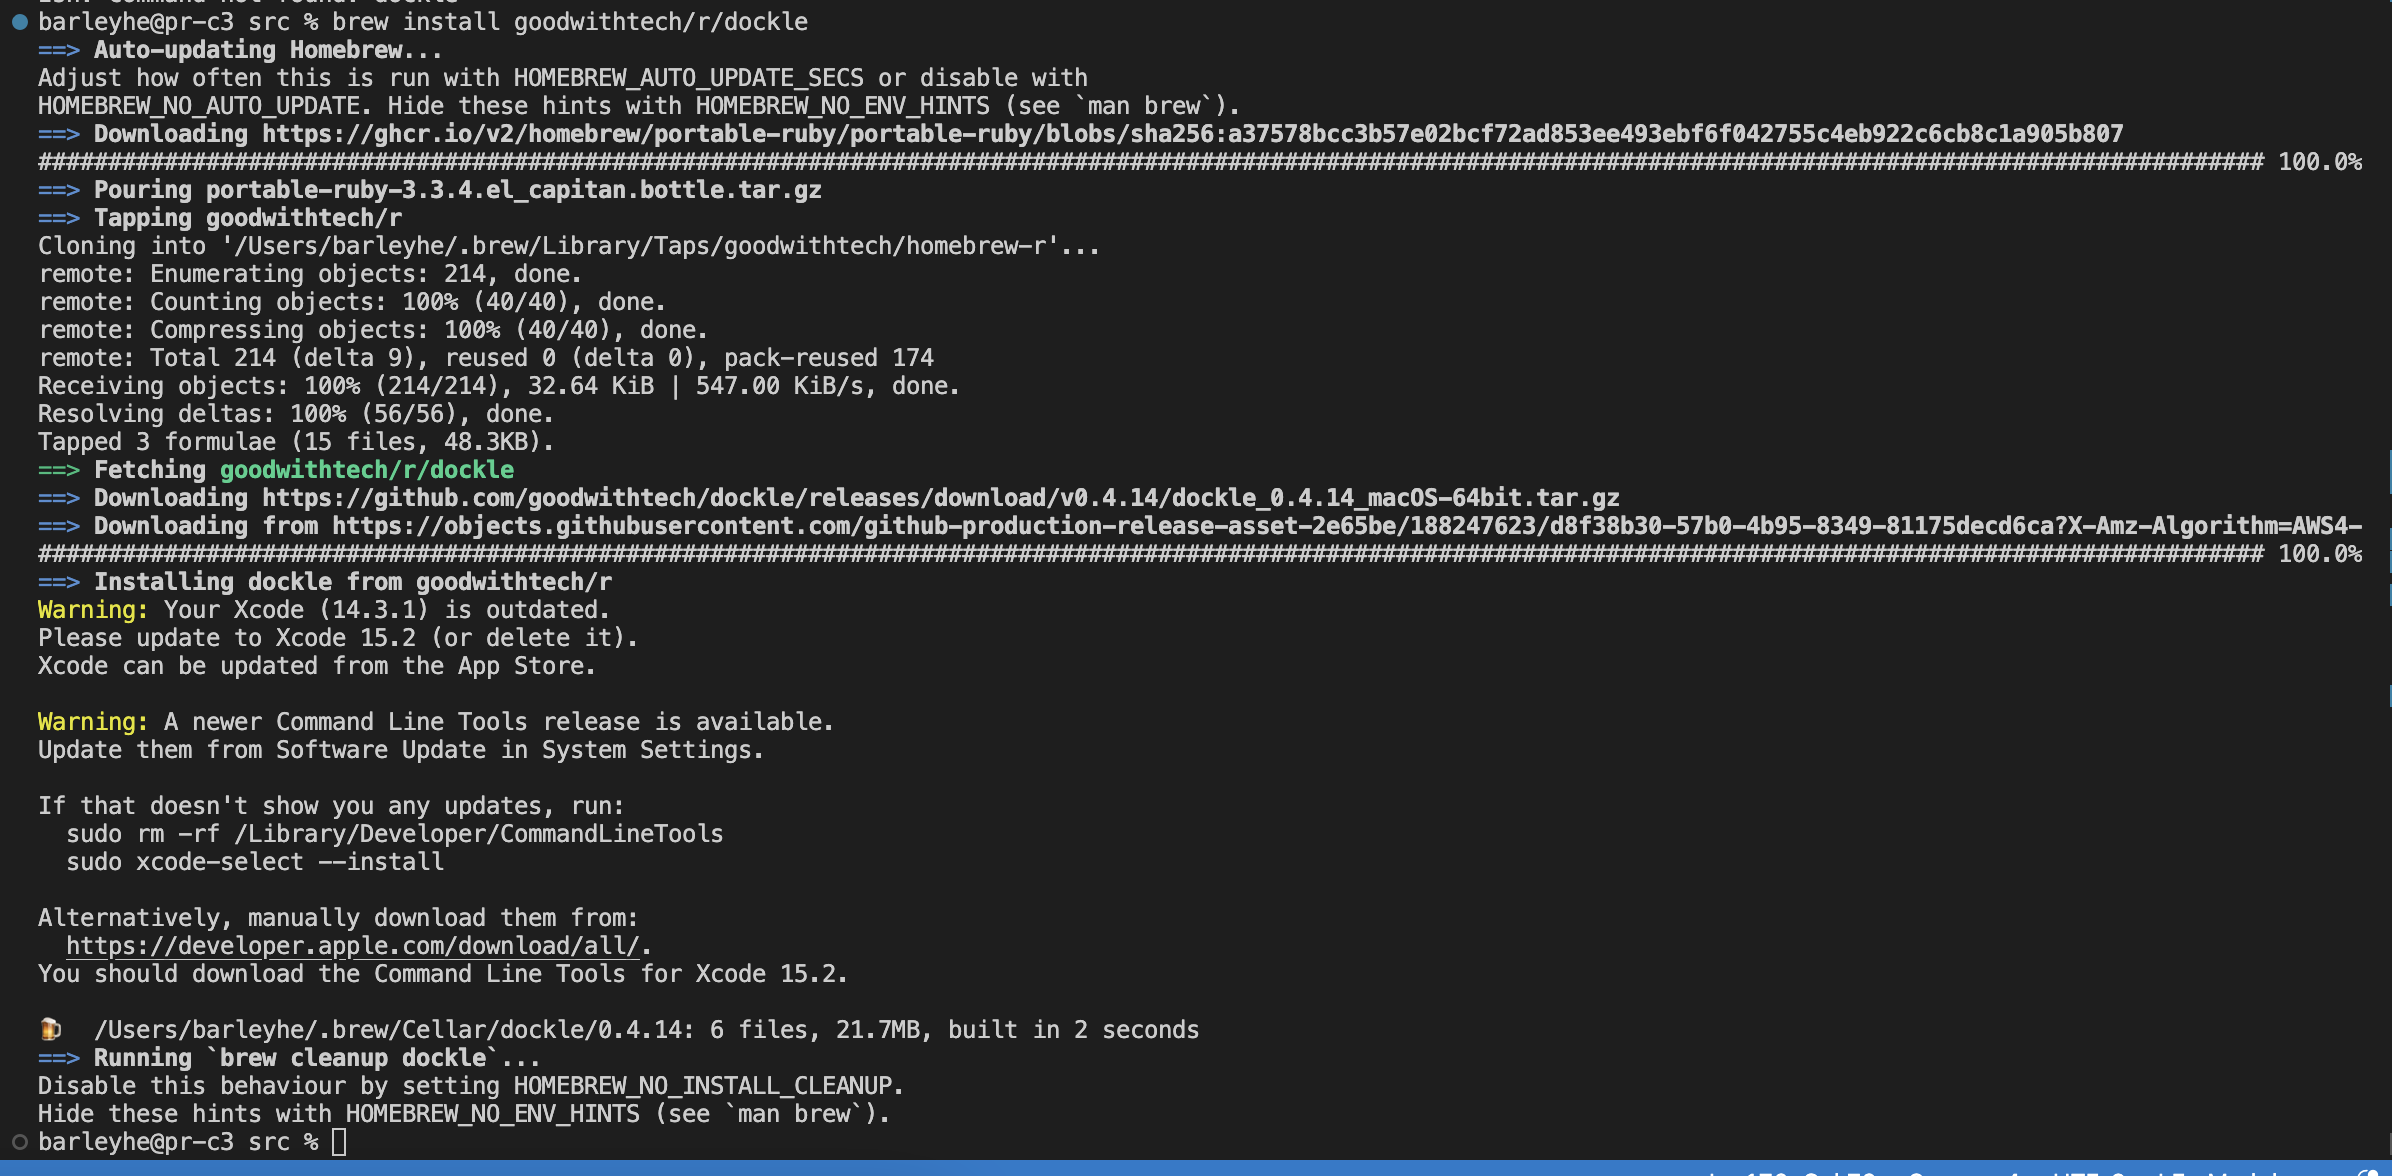 barleyhe@pr-c3 src % brew install goodwithtech/r/dockle
==> Auto-updating Homebrew...
Adjust how often this is run with HOMEBREW_AUTO_UPDATE_SECS or disable with
HOMEBREW_NO_AUTO_UPDATE. Hide these hints with HOMEBREW_NO_ENV_HINTS (see `man brew`).
==> Downloading https://ghcr.io/v2/homebrew/portable-ruby/portable-ruby/blobs/sha256:a37578bcc3b57e02bcf72ad853ee493ebf6f042755c4eb922c6cb8c1a905b807
############################################################################################################################################################### 100.0%
==> Pouring portable-ruby-3.3.4.el_capitan.bottle.tar.gz
==> Tapping goodwithtech/r
Cloning into '/Users/barleyhe/.brew/Library/Taps/goodwithtech/homebrew-r'...
remote: Enumerating objects: 214, done.
remote: Counting objects: 100% (40/40), done.
remote: Compressing objects: 100% (40/40), done.
remote: Total 214 (delta 9), reused 0 (delta 0), pack-reused 174
Receiving objects: 100% (214/214), 32.64 KiB | 547.00 KiB/s, done.
Resolving deltas: 100% (56/56), done.
Tapped 3 formulae (15 files, 48.3KB).
==> Fetching goodwithtech/r/dockle
==> Downloading https://github.com/goodwithtech/dockle/releases/download/v0.4.14/dockle_0.4.14_macOS-64bit.tar.gz
==> Downloading from https://objects.githubusercontent.com/github-production-release-asset-2e65be/188247623/d8f38b30-57b0-4b95-8349-81175decd6ca?X-Amz-Algorithm=AWS4-
############################################################################################################################################################### 100.0%
==> Installing dockle from goodwithtech/r
Warning: Your Xcode (14.3.1) is outdated.
Please update to Xcode 15.2 (or delete it).
Xcode can be updated from the App Store.
Warning: A newer Command Line Tools release is available.
Update them from Software Update in System Settings.
If that doesn't show you any updates, run:
sudo rm -rf /Library/Developer/CommandLineTools
sudo xcode-select --install
Alternatively, manually download them from:
https://developer.apple.com/download/all/.
You should download the Command Line Tools for Xcode 15.2.
🍺 /Users/barleyhe/.brew/Cellar/dockle/0.4.14: 6 files, 21.7MB, built in 2 seconds
==> Running `brew cleanup dockle`...
Disable this behaviour by setting HOMEBREW_NO_INSTALL_CLEANUP.
Hide these hints with HOMEBREW_NO_ENV_HINTS (see `man brew`).
barleyhe@pr-c3 src %